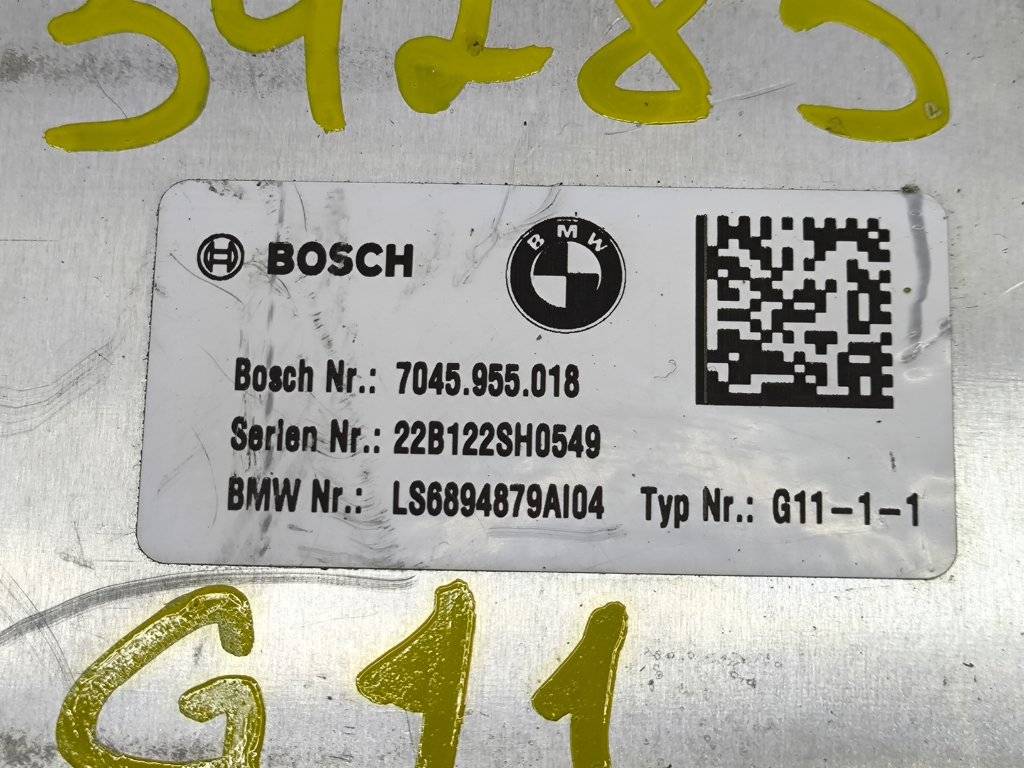 54285
BOSCH
BMW
Bosch Nr.: 7045.955.018
Serien Nr.: 22B122SH0549
BMW Nr.: LS6894879AI04 Typ Nr.: G11-1-1
G11